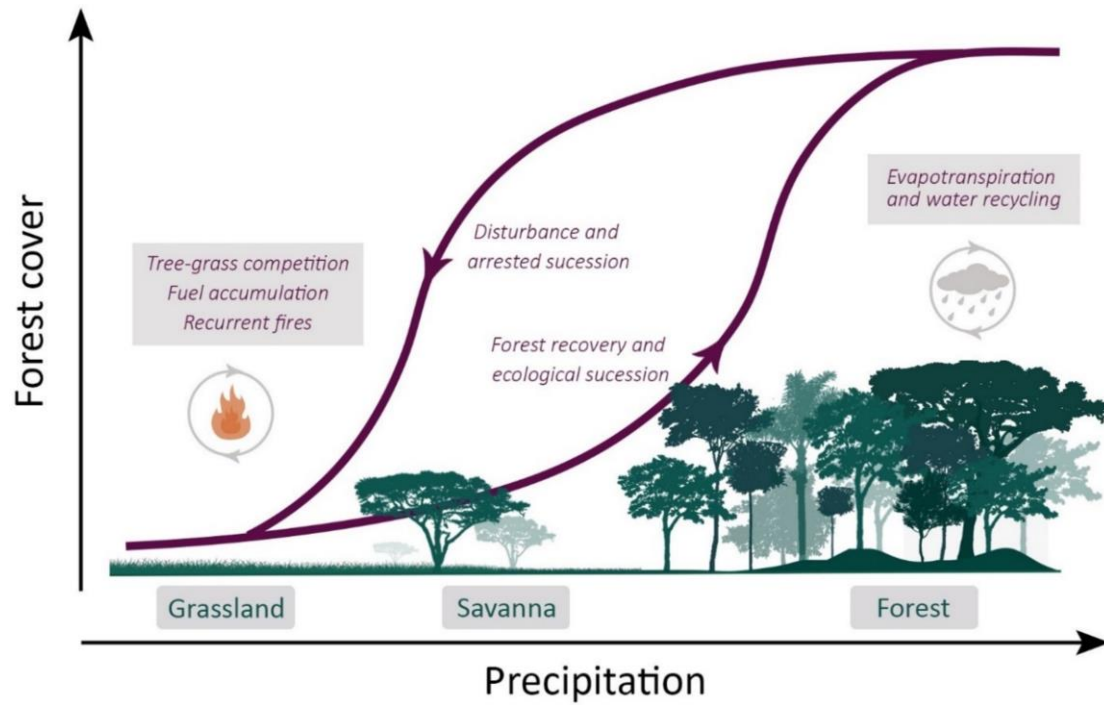 Forest cover
Evapotranspiration
and water recycling
Disturbance and
arrested sucession
Tree-grass competition
Fuel accumulation
Recurrent fires
Forest recovery and
ecological sucession
Grassland
Savanna
Forest
Precipitation